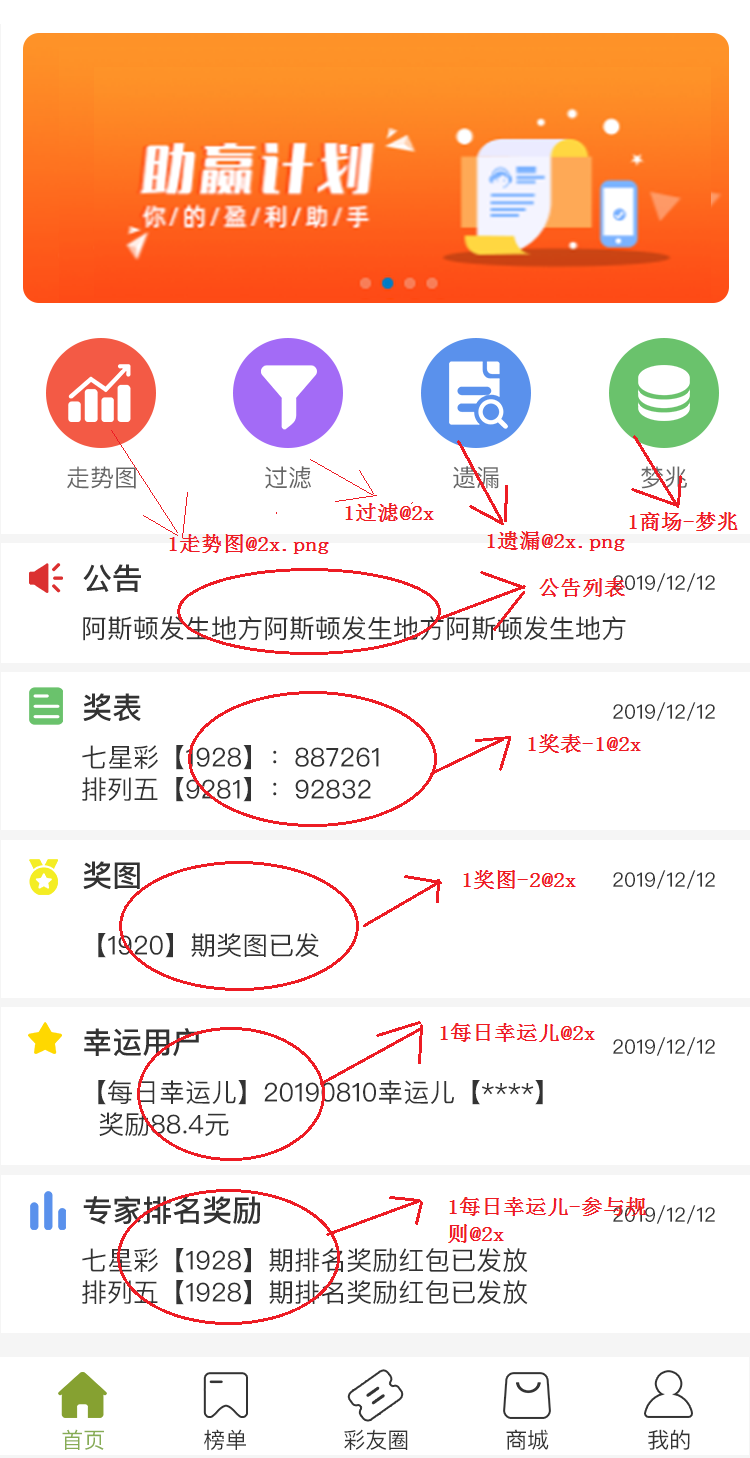 助赢计划
你/的/盈/利/助/手
走势图
过滤
遗漏
梦兆
1走势图@2x.png
1过滤@2x
1遗漏@2x.png
1商场-梦兆
公告
公告列表
2019/12/12
阿斯顿发生地方阿斯顿发生地方阿斯顿发生地方
奖表
2019/12/12
七星彩【1928】：887261
1奖表-1@2x
排列五【9281】：92832
奖图
1奖图-2@2x
2019/12/12
【1920】期奖图已发
幸运用户
1每日幸运儿@2x
2019/12/12
【每日幸运儿】20190810幸运儿【****】
奖励88.4元
专家排名奖励
1每日幸运儿-参与规
则@2x
2019/12/12
七星彩【1928】期排名奖励红包已发放
排列五【1928】期排名奖励红包已发放
首页
榜单
彩友圈
商城
我的